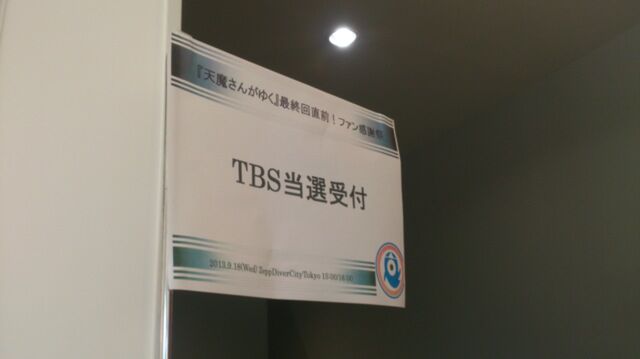 『天魔さんがゆく』最終回直前！ファン感謝祭
TBS当選受付
2013.9.18(Wed) ZeppDiverCityTokyo 15:00/16:00